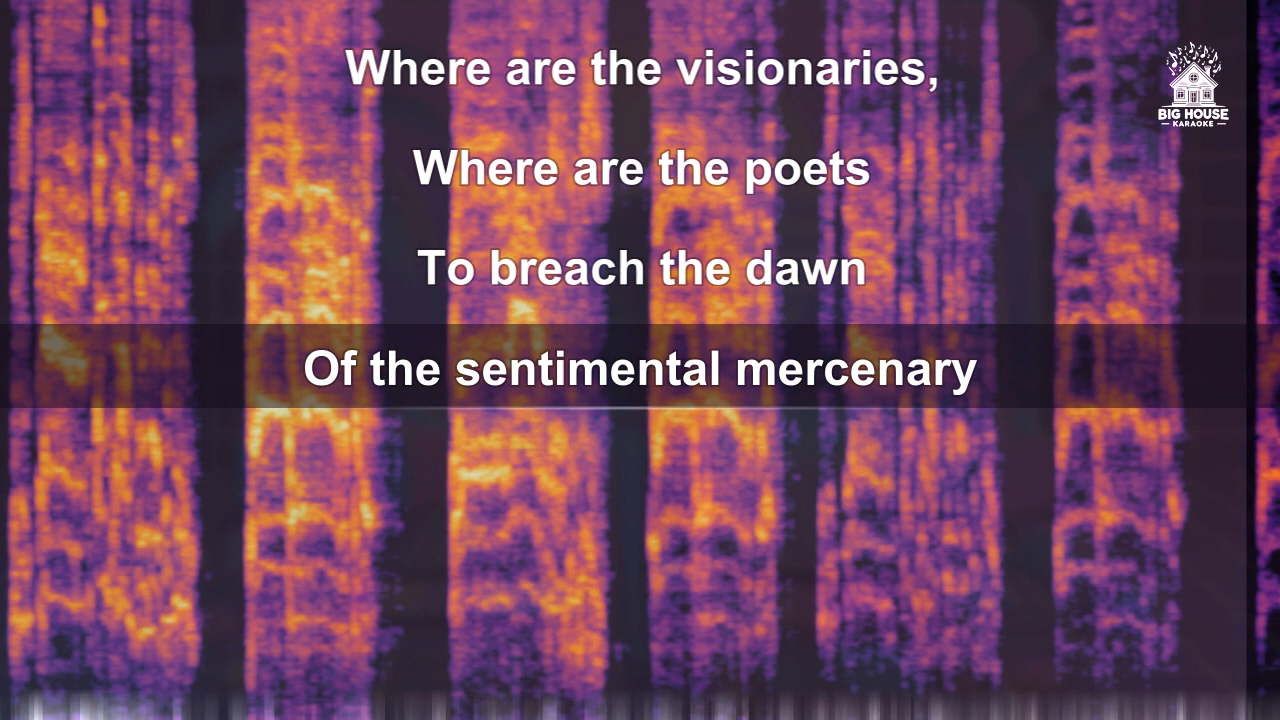 Where are the visionaries,
Where are the poets
To breach the dawn
Of the sentimental mercenary
BIG HOUSE
KARAOKE